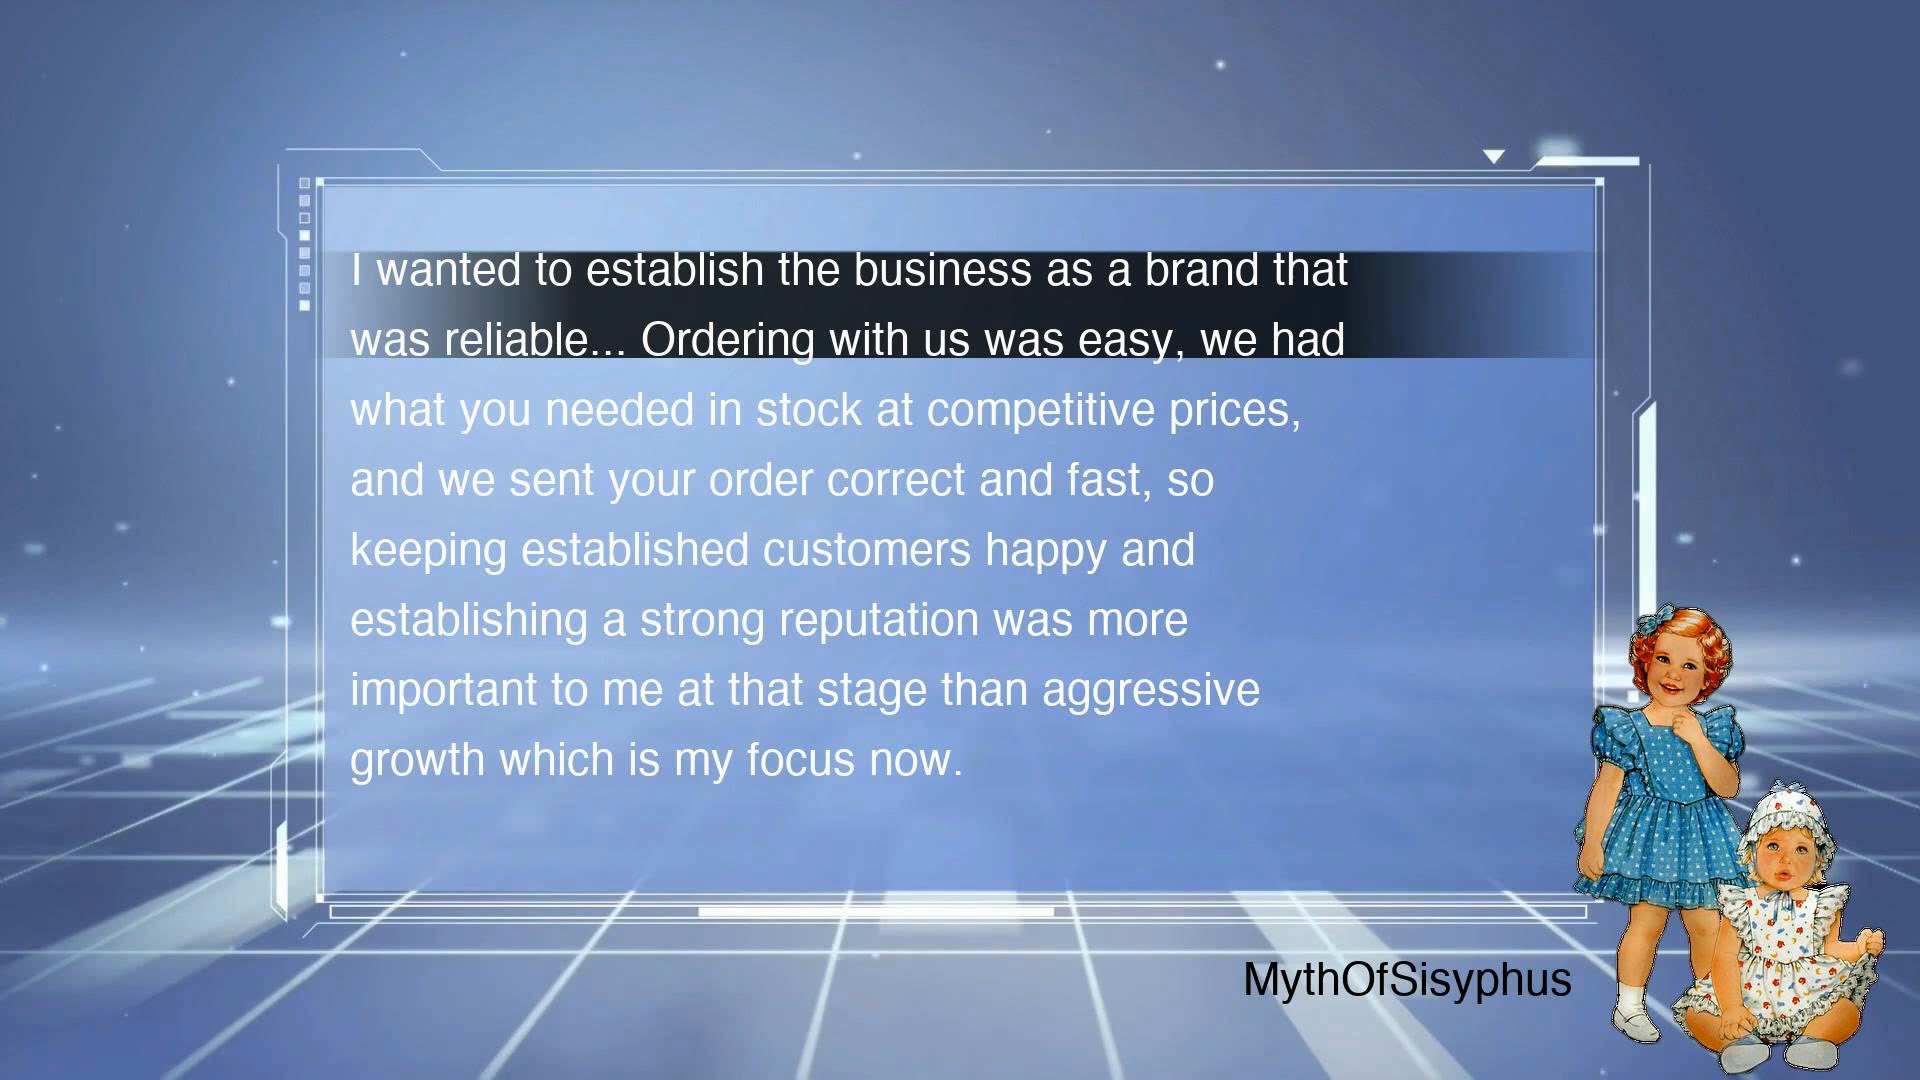 I wanted to establish the business as a brand that
was reliable... Ordering with us was easy, we had
what you needed in stock at competitive prices,
and we sent your order correct and fast, so
keeping established customers happy and
establishing a strong reputation was more
important to me at that stage than aggressive
growth which is my focus now.
MythOfSisyphus